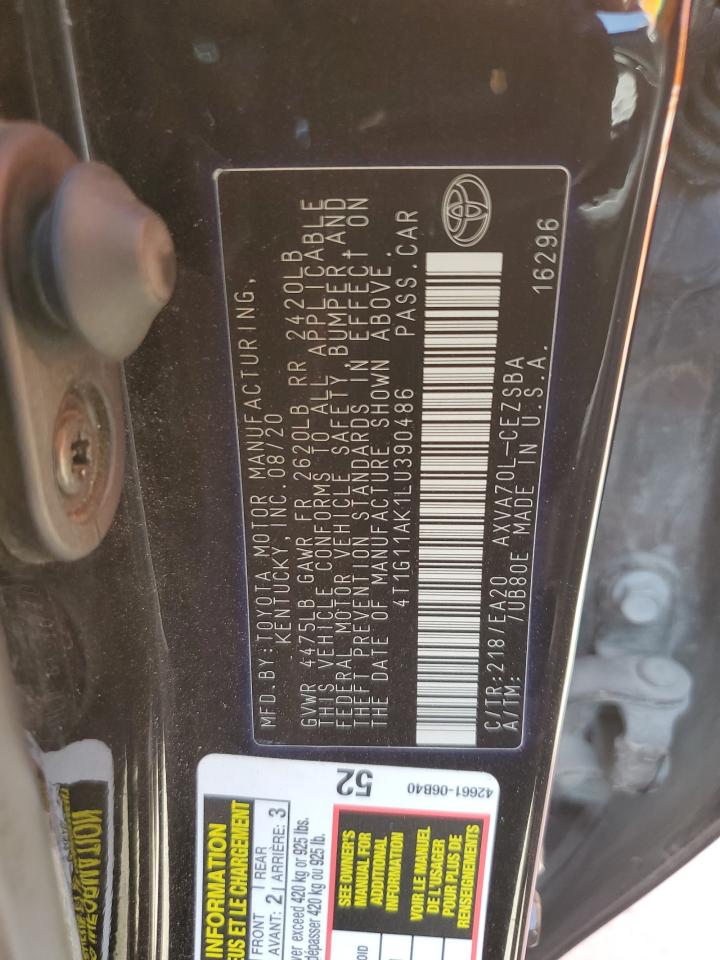 MFD.BY:TOYOTA MOTOR MANUFACTURING,
KENTUCKY, INC. 08/20
GVWR 4475LB GAWR FR 2620LB RR 2420LB
THIS VEHICLE CONFORMS TO ALL APPLICABLE
FEDERAL MOTOR VEHICLE SAFETY, BUMPER, AND
THEFT PREVENTION STANDARDS IN EFFECT ON
THE DATE OF MANUFACTURE SHOWN ABOVE.
4T1G11AK1LU390486 PASS.CAR
C/TR:218/EA20 AXVA70L-CEZSBA
A/TM: /UB80E MADE IN U.S.A. 16296
INFORMATION
EUS ET LE CHARGEMENT
FRONT REAR
AVANT: 2 ARRIÈRE: 3
ver exceed 420 kg or 925 lbs.
dépasser 420 kg ou 925 lb.
52
42661-06B40
SEE OWNER'S
MANUAL FOR
ADDITIONAL
INFORMATION
VOIR LE MANUEL
DE L'USAGER
POUR PLUS DE
RENSEIGNEMENTS